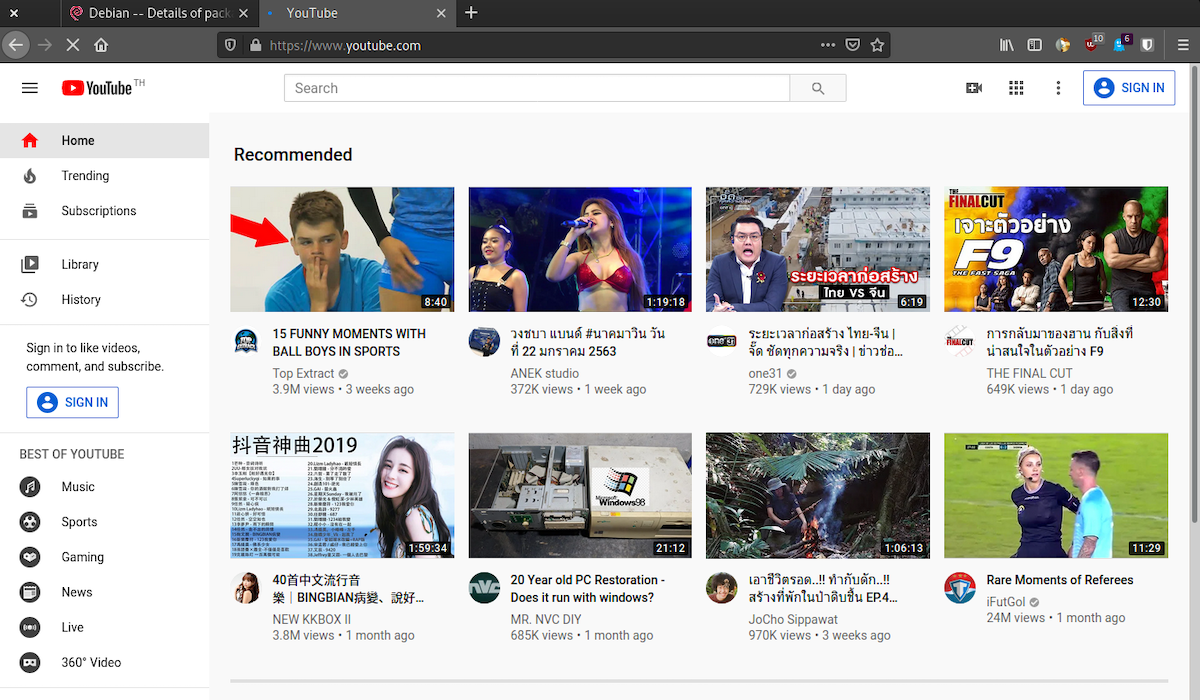 Debian -- Details of pack
YouTube
https://www.youtube.com
10
6
YouTube TH
Search
SIGN IN
Home
Trending
Subscriptions
Library
History
Sign in to like videos,
comment, and subscribe.
SIGN IN
BEST OF YOUTUBE
Music
Sports
Gaming
News
Live
360° Video
Recommended
8:40
15 FUNNY MOMENTS WITH
BALL BOYS IN SPORTS
Top Extract
3.9M views • 3 weeks ago
1:19:18
วงชบา แบนด์ #นาคมาวิน วัน
ที่ 22 มกราคม 2563
ANEK studio
372K views • 1 week ago
ระยะเวลาก่อสร้าง
ไทย VS จีน
6:19
ระยะเวลาก่อสร้าง ไทย-จีน |
จั๊ด ซัดทุกความจริง | ข่าวช่อ...
one31
729K views • 1 day ago
THE
FINALCUT
เจาะตัวอย่าง
F9
THE FAST SAGA
12:30
FINALCUT
การกลับมาของฮาน กับสิ่งที่
น่าสนใจในตัวอย่าง F9
THE FINAL CUT
649K views • 1 day ago
抖音神曲2019
1:59:34
40首中文流行音
樂｜BINGBIAN病變、說好...
NEW KKBOX II
3.8M views • 1 month ago
Microsoft
Windows98
21:12
NVC
20 Year old PC Restoration -
Does it run with windows?
MR. NVC DIY
685K views • 1 month ago
1:06:13
เอาชีวิตรอด..!! ทำกับดัก..!!
สร้างที่พักในป่าดิบชื้น EP.4...
JoCho Sippawat
970K views • 3 weeks ago
11:29
Rare Moments of Referees
iFutGol
24M views • 1 month ago